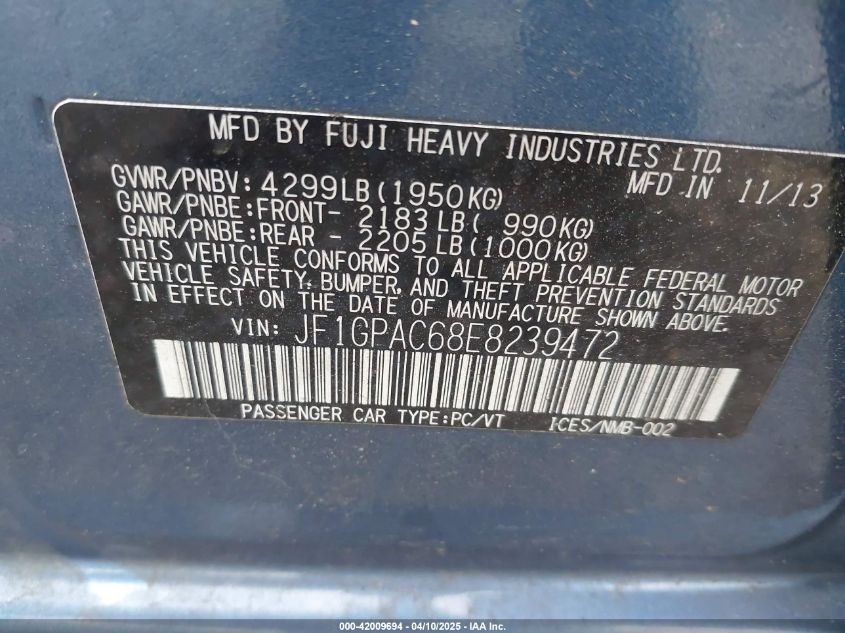 MFD BY FUJI HEAVY INDUSTRIES LTD.
MFD IN 11/13
GVWR/PNBV: 4299LB(1950KG)
GAWR/PNBE:FRONT- 2183LB( 990KG)
GAWR/PNBE:REAR - 2205LB(1000KG)
THIS VEHICLE CONFORMS TO ALL APPLICABLE FEDERAL MOTOR
VEHICLE SAFETY, BUMPER, AND THEFT PREVENTION STANDARDS
IN EFFECT ON THE DATE OF MANUFACTURE SHOWN ABOVE.
VIN: JF1GPAC68E8239472
PASSENGER CAR TYPE:PC/VT ICES/NMB-002
000-42009694 04/10/2025 - IAA Inc.